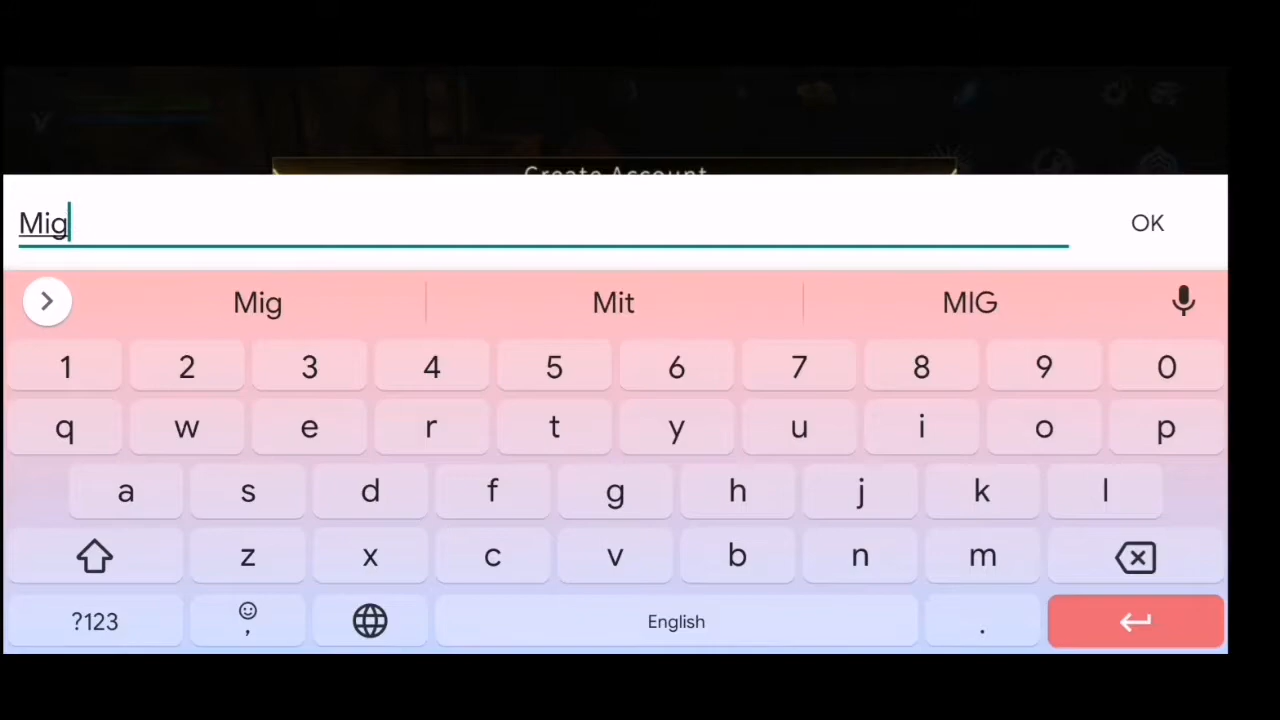 Create Account
Mig OK
Mig Mit MIG
1 2 3 4 5 6 7 8 9 0
q w e r t y u i o p
a s d f g h j k l
z x c v b n m
?123 , English .